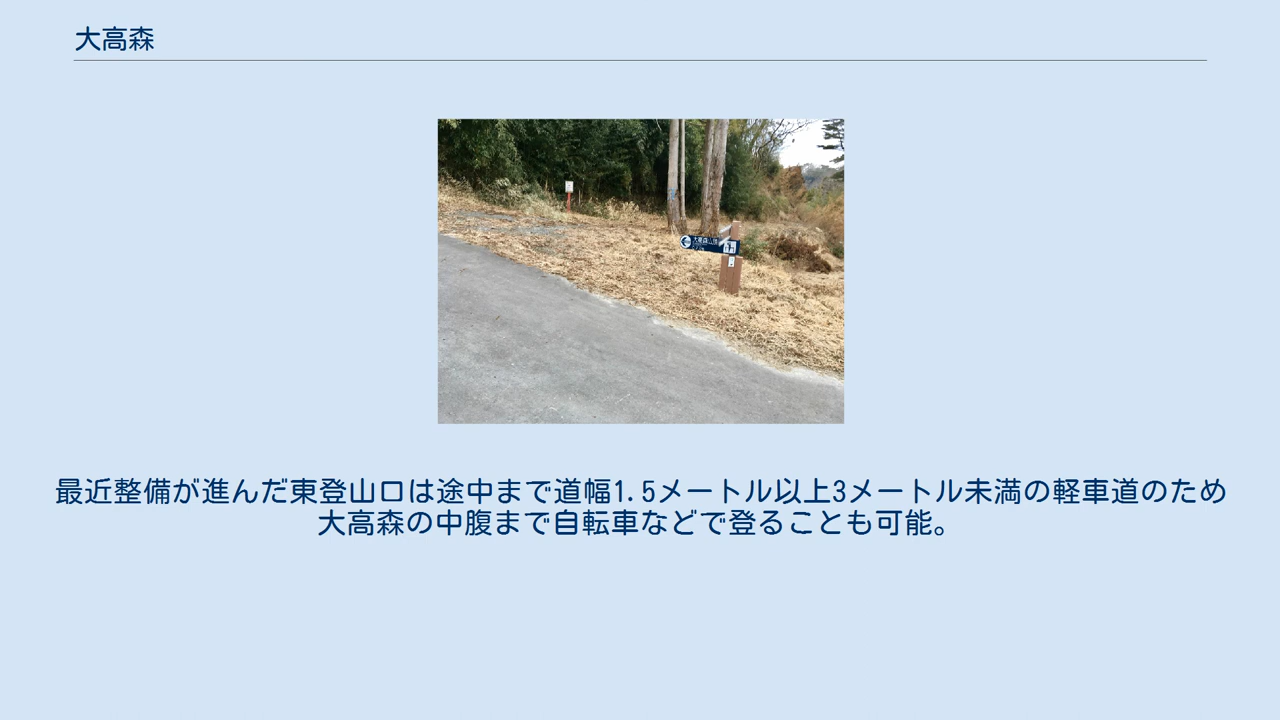 大高森
最近整備が進んだ東登山口は途中まで道幅1.5メートル以上3メートル未満の軽車道のため
大高森の中腹まで自転車などで登ることも可能。